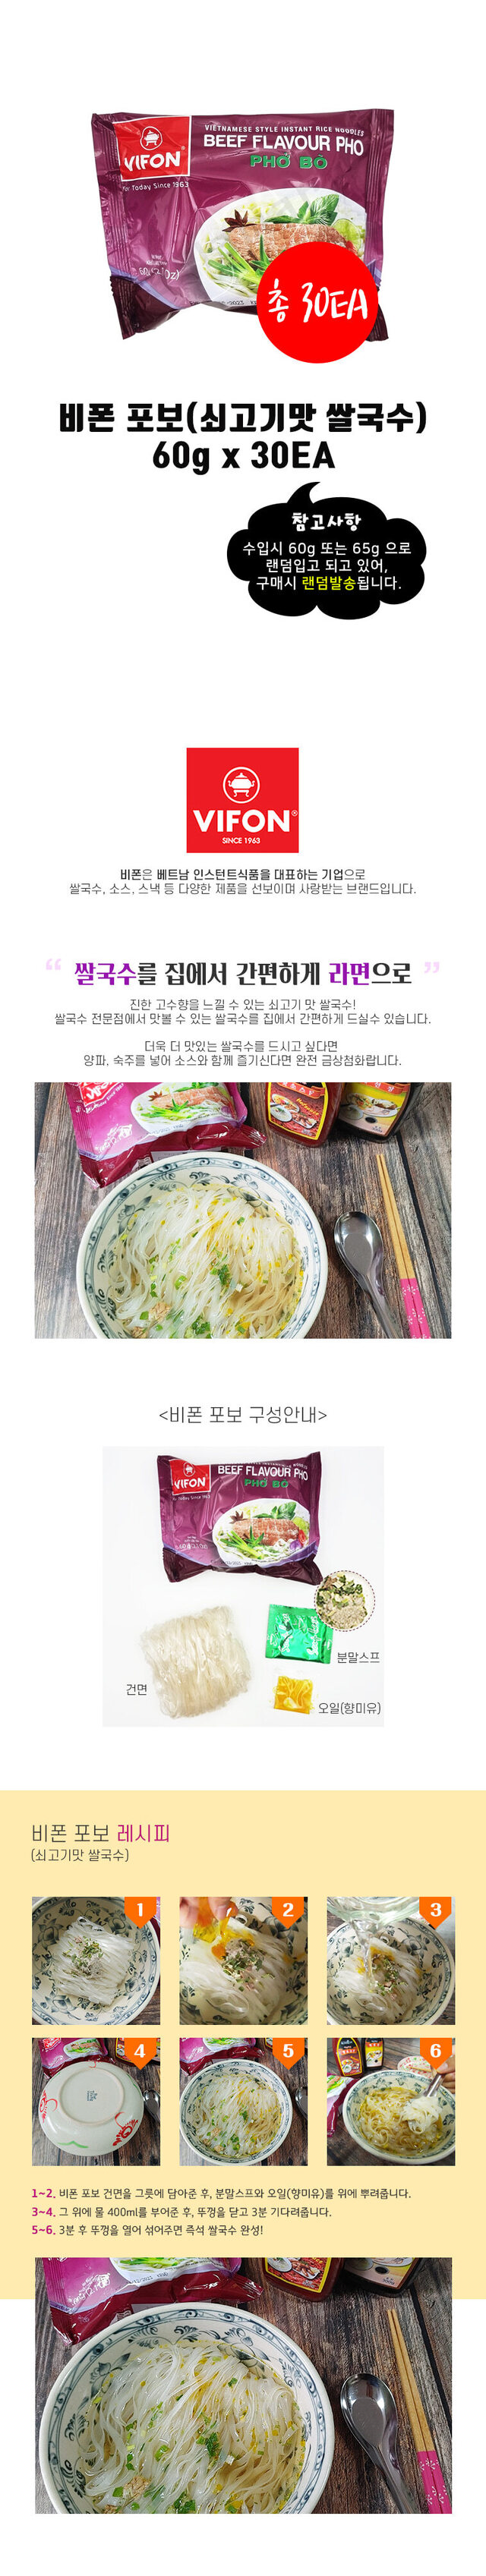 VIFON
For Today Since 1963
VIETNAMESE STYLE INSTANT RICE NOODLES
BEEF FLAVOUR PHO
PHỞ BÒ
총 30EA
비폰 포보(쇠고기맛 쌀국수)
60g x 30EA
참고사항
수입시 60g 또는 65g 으로
랜덤입고 되고 있어,
구매시 랜덤발송됩니다.
VIFON®
SINCE 1963
비폰은 베트남 인스턴트식품을 대표하는 기업으로
쌀국수, 소스, 스낵 등 다양한 제품을 선보이며 사랑받는 브랜드입니다.
“ 쌀국수를 집에서 간편하게 라면으로 ”
진한 고수향을 느낄 수 있는 쇠고기 맛 쌀국수!
쌀국수 전문점에서 맛볼 수 있는 쌀국수를 집에서 간편하게 드실수 있습니다.
더욱 더 맛있는 쌀국수를 드시고 싶다면
양파, 숙주를 넣어 소스와 함께 즐기신다면 완전 금상첨화랍니다.
<비폰 포보 구성안내>
VIFON
For Today Since 1963
BEEF FLAVOUR PHO
PHỞ BÒ
분말스프
건면
오일(향미유)
비폰 포보 레시피
(쇠고기맛 쌀국수)
1
2
3
4
5
6
1~2. 비폰 포보 건면을 그릇에 담아준 후, 분말스프와 오일(향미유)를 위에 뿌려줍니다.
3~4. 그 위에 물 400ml를 부어준 후, 뚜껑을 닫고 3분 기다려줍니다.
5~6. 3분 후 뚜껑을 열어 섞어주면 즉석 쌀국수 완성!